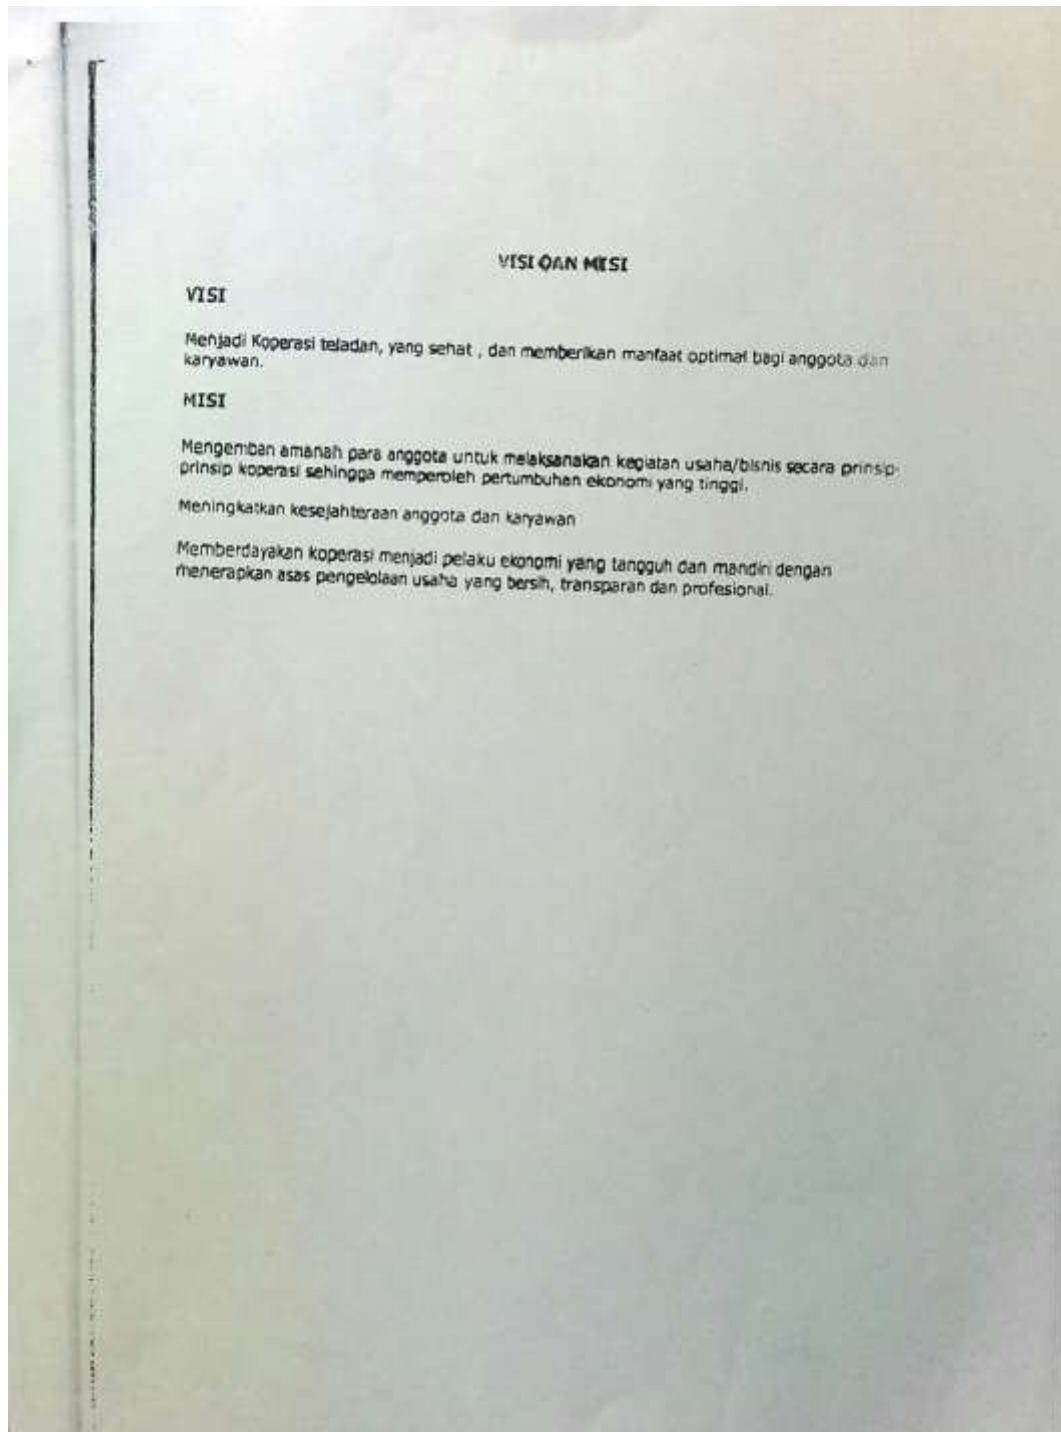 VISI DAN MISI
VISI
Menjadi Koperasi teladan, yang sehat , dan memberikan manfaat optimal bagi anggota dan
karyawan.
MISI
Mengemban amanah para anggota untuk melaksanakan kegiatan usaha/bisnis secara prinsip-
prinsip koperasi sehingga memperoleh pertumbuhan ekonomi yang tinggi.
Meningkatkan kesejahteraan anggota dan karyawan
Memberdayakan koperasi menjadi pelaku ekonomi yang tangguh dan mandiri dengan
menerapkan asas pengelolaan usaha yang bersih, transparan dan profesional.